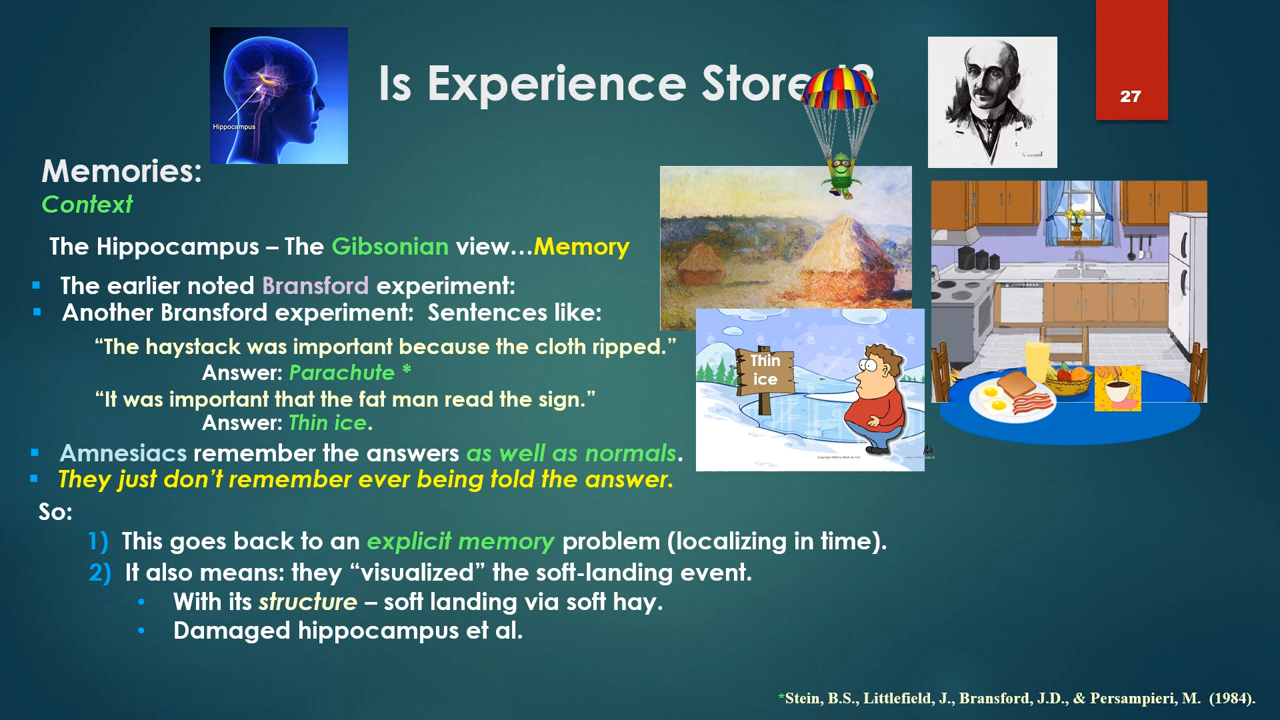 Is Experience Stored?
27
Hippocampus
Memories:
Context
The Hippocampus – The Gibsonian view…Memory
The earlier noted Bransford experiment:
Another Bransford experiment: Sentences like:
“The haystack was important because the cloth ripped.”
Answer: Parachute *
“It was important that the fat man read the sign.”
Answer: Thin ice.
Thin
ice
Amnesiacs remember the answers as well as normals.
They just don’t remember ever being told the answer.
So:
1) This goes back to an explicit memory problem (localizing in time).
2) It also means: they “visualized” the soft-landing event.
With its structure – soft landing via soft hay.
Damaged hippocampus et al.
*Stein, B.S., Littlefield, J., Bransford, J.D., & Persampieri, M. (1984).